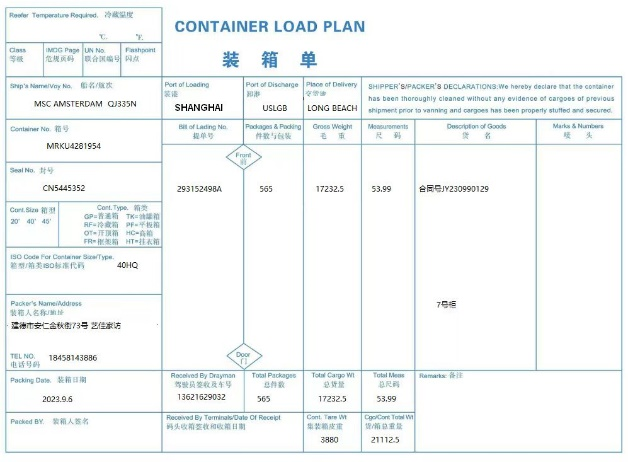 Reefer Temperature Required. 冷藏温度
°C. °F.
CONTAINER LOAD PLAN
装 箱 单
Class 等级
IMDG Page 危规页码
UN No. 联合国编号
Flashpoint 闪点
Ship's Name/Voy No. 船名/航次
MSC AMSTERDAM QJ335N
Port of Loading 装港
SHANGHAI
Port of Discharge 卸港
USLGB
Place of Delivery 交货地
LONG BEACH
SHIPPER'S/PACKER'S DECLARATIONS:We hereby declare that the container
has been thoroughly cleaned without any evidence of cargoes of previous
shipment prior to vanning and cargoes has been properly stuffed and secured.
Container No. 箱号
MRKU4281954
Bill of Lading No. 提单号
Packages & Packing 件数与包装
Gross Weight 毛 重
Measurements 尺 码
Description of Goods 货 名
Marks & Numbers 唛 头
Front 前
Seal No. 封号
CN5445352
293152498A
565
17232.5
53.99
合同号JY230990129
Cont.Size 箱型
20' 40' 45'
Cont.Type. 箱类
GP=普通箱 TK=油罐箱
RF=冷藏箱 PF=平板箱
OT=开顶箱 HC=高箱
FR=框架箱 HT=挂衣箱
ISO Code For Container Size/Type.
箱型/箱类ISO标准代码
40HQ
Packer's Name/Address
装箱人名称/地址
建德市安仁金秋街73号 艺佳家访
7号柜
TEL NO. 电话号码
18458143886
Door 门
Packing Date. 装箱日期
2023.9.6
Received By Drayman
驾驶员签收及车号
13621629032
Total Packages 总件数
565
Total Cargo Wt 总货重
17232.5
Total Meas 总尺码
53.99
Remarks: 备注
Packed BY. 装箱人签名
Received By Terminals/Date Of Receipt
码头收箱签收和收箱日期
Cont. Tare Wt 集装箱皮重
3880
Cgo/Cont Total Wt 货/箱总重量
21112.5